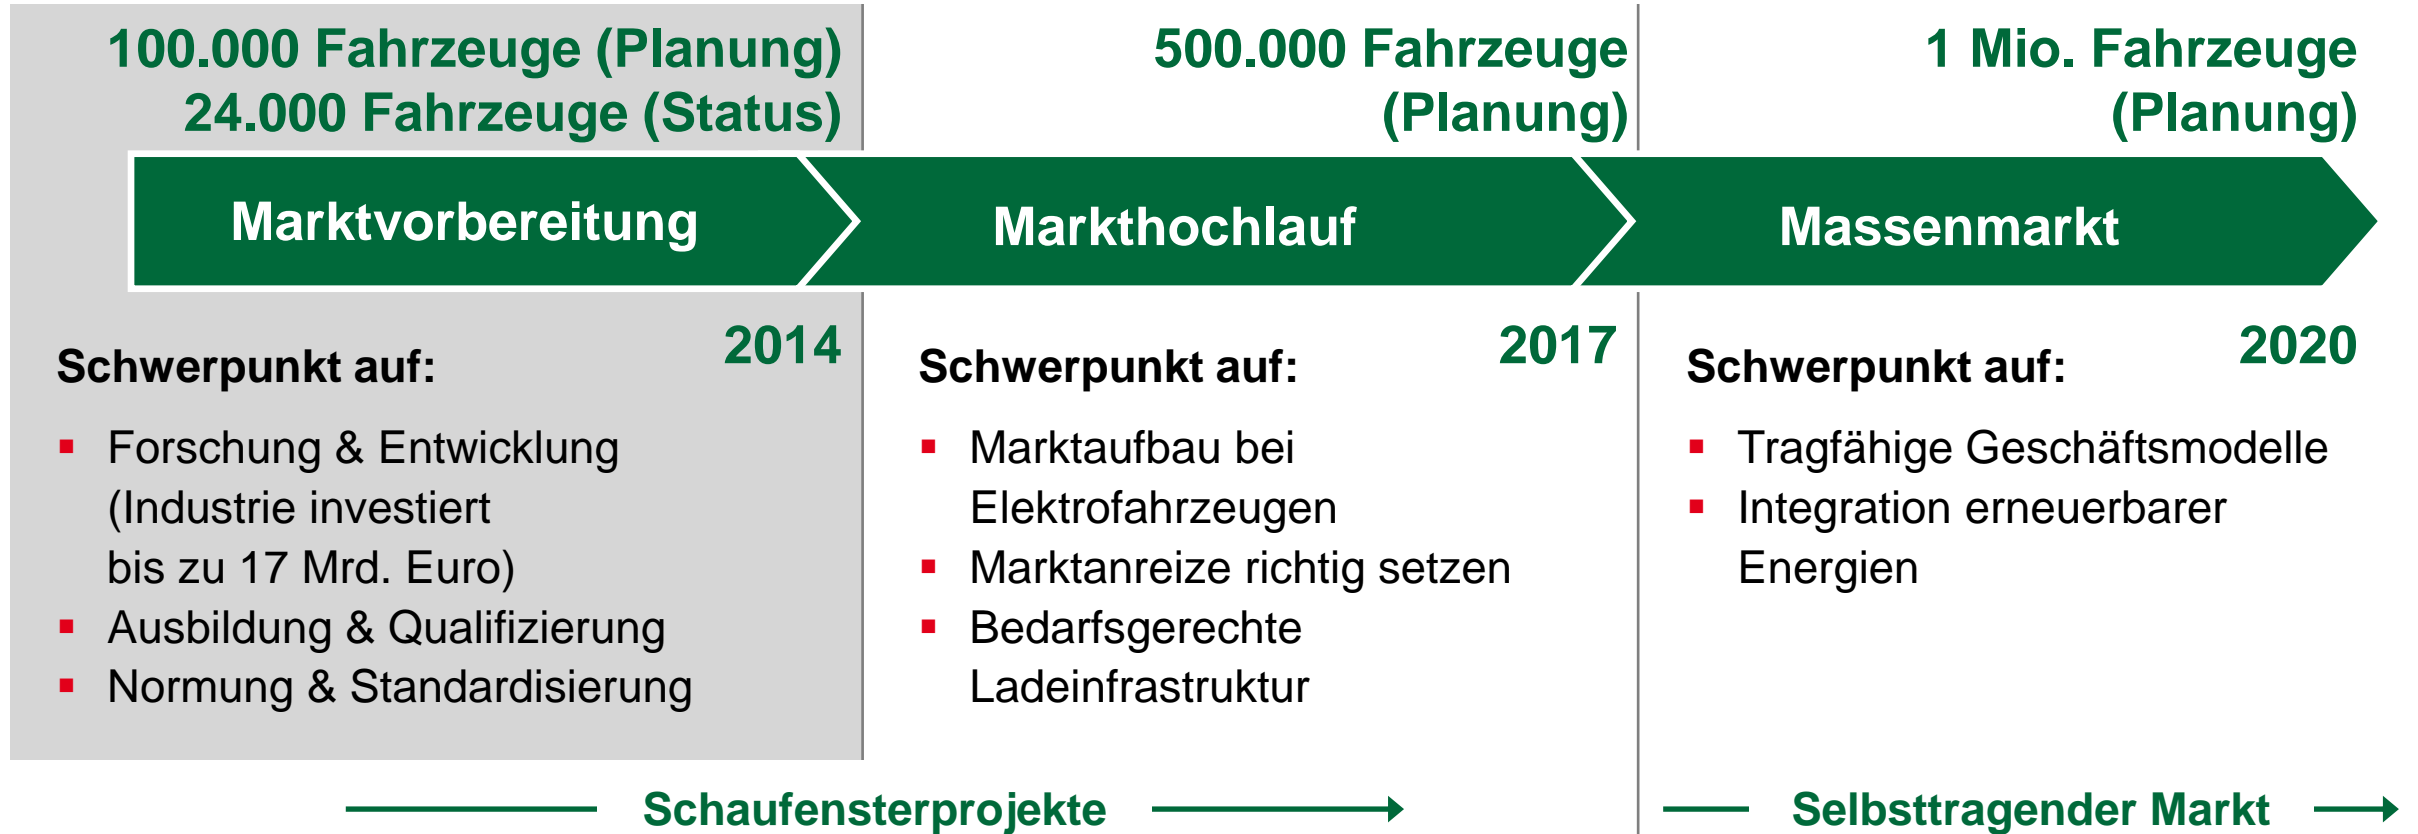 100.000 Fahrzeuge (Planung)
24.000 Fahrzeuge (Status)
500.000 Fahrzeuge
(Planung)
1 Mio. Fahrzeuge
(Planung)
Marktvorbereitung
Markthochlauf
Massenmarkt
2014
Schwerpunkt auf:
Forschung & Entwicklung
(Industrie investiert
bis zu 17 Mrd. Euro)
Ausbildung & Qualifizierung
Normung & Standardisierung
2017
Schwerpunkt auf:
Marktaufbau bei
Elektrofahrzeugen
Marktanreize richtig setzen
Bedarfsgerechte
Ladeinfrastruktur
2020
Schwerpunkt auf:
Tragfähige Geschäftsmodelle
Integration erneuerbarer
Energien
Schaufensterprojekte
Selbsttragender Markt